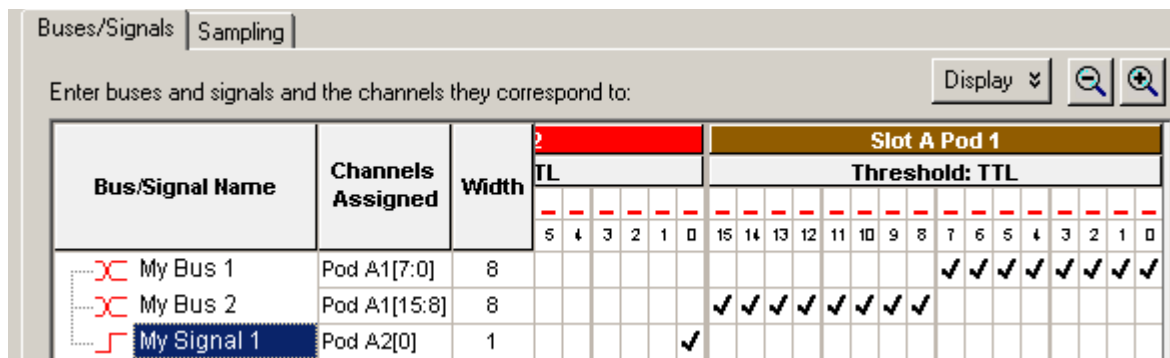 Buses/Signals Sampling
Enter buses and signals and the channels they correspond to:
Display
Bus/Signal Name Channels Assigned Width
2 Slot A Pod 1
TL Threshold: TTL
5 4 3 2 1 0 15 14 13 12 11 10 9 8 7 6 5 4 3 2 1 0
My Bus 1 Pod A1[7:0] 8
My Bus 2 Pod A1[15:8] 8
My Signal 1 Pod A2[0] 1